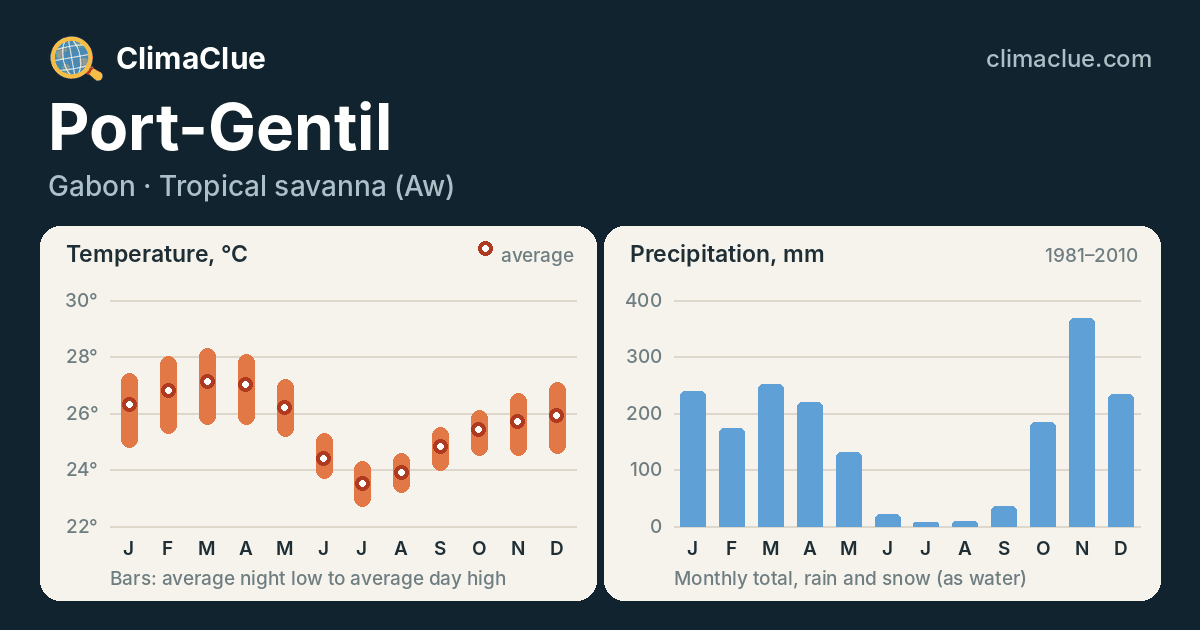 ClimaClue
climaclue.com
Port-Gentil
Gabon · Tropical savanna (Aw)
Temperature, °C
average
30°
28°
26°
24°
22°
J F M A M J J A S O N D
Bars: average night low to average day high
Precipitation, mm
1981–2010
400
300
200
100
0
J F M A M J J A S O N D
Monthly total, rain and snow (as water)